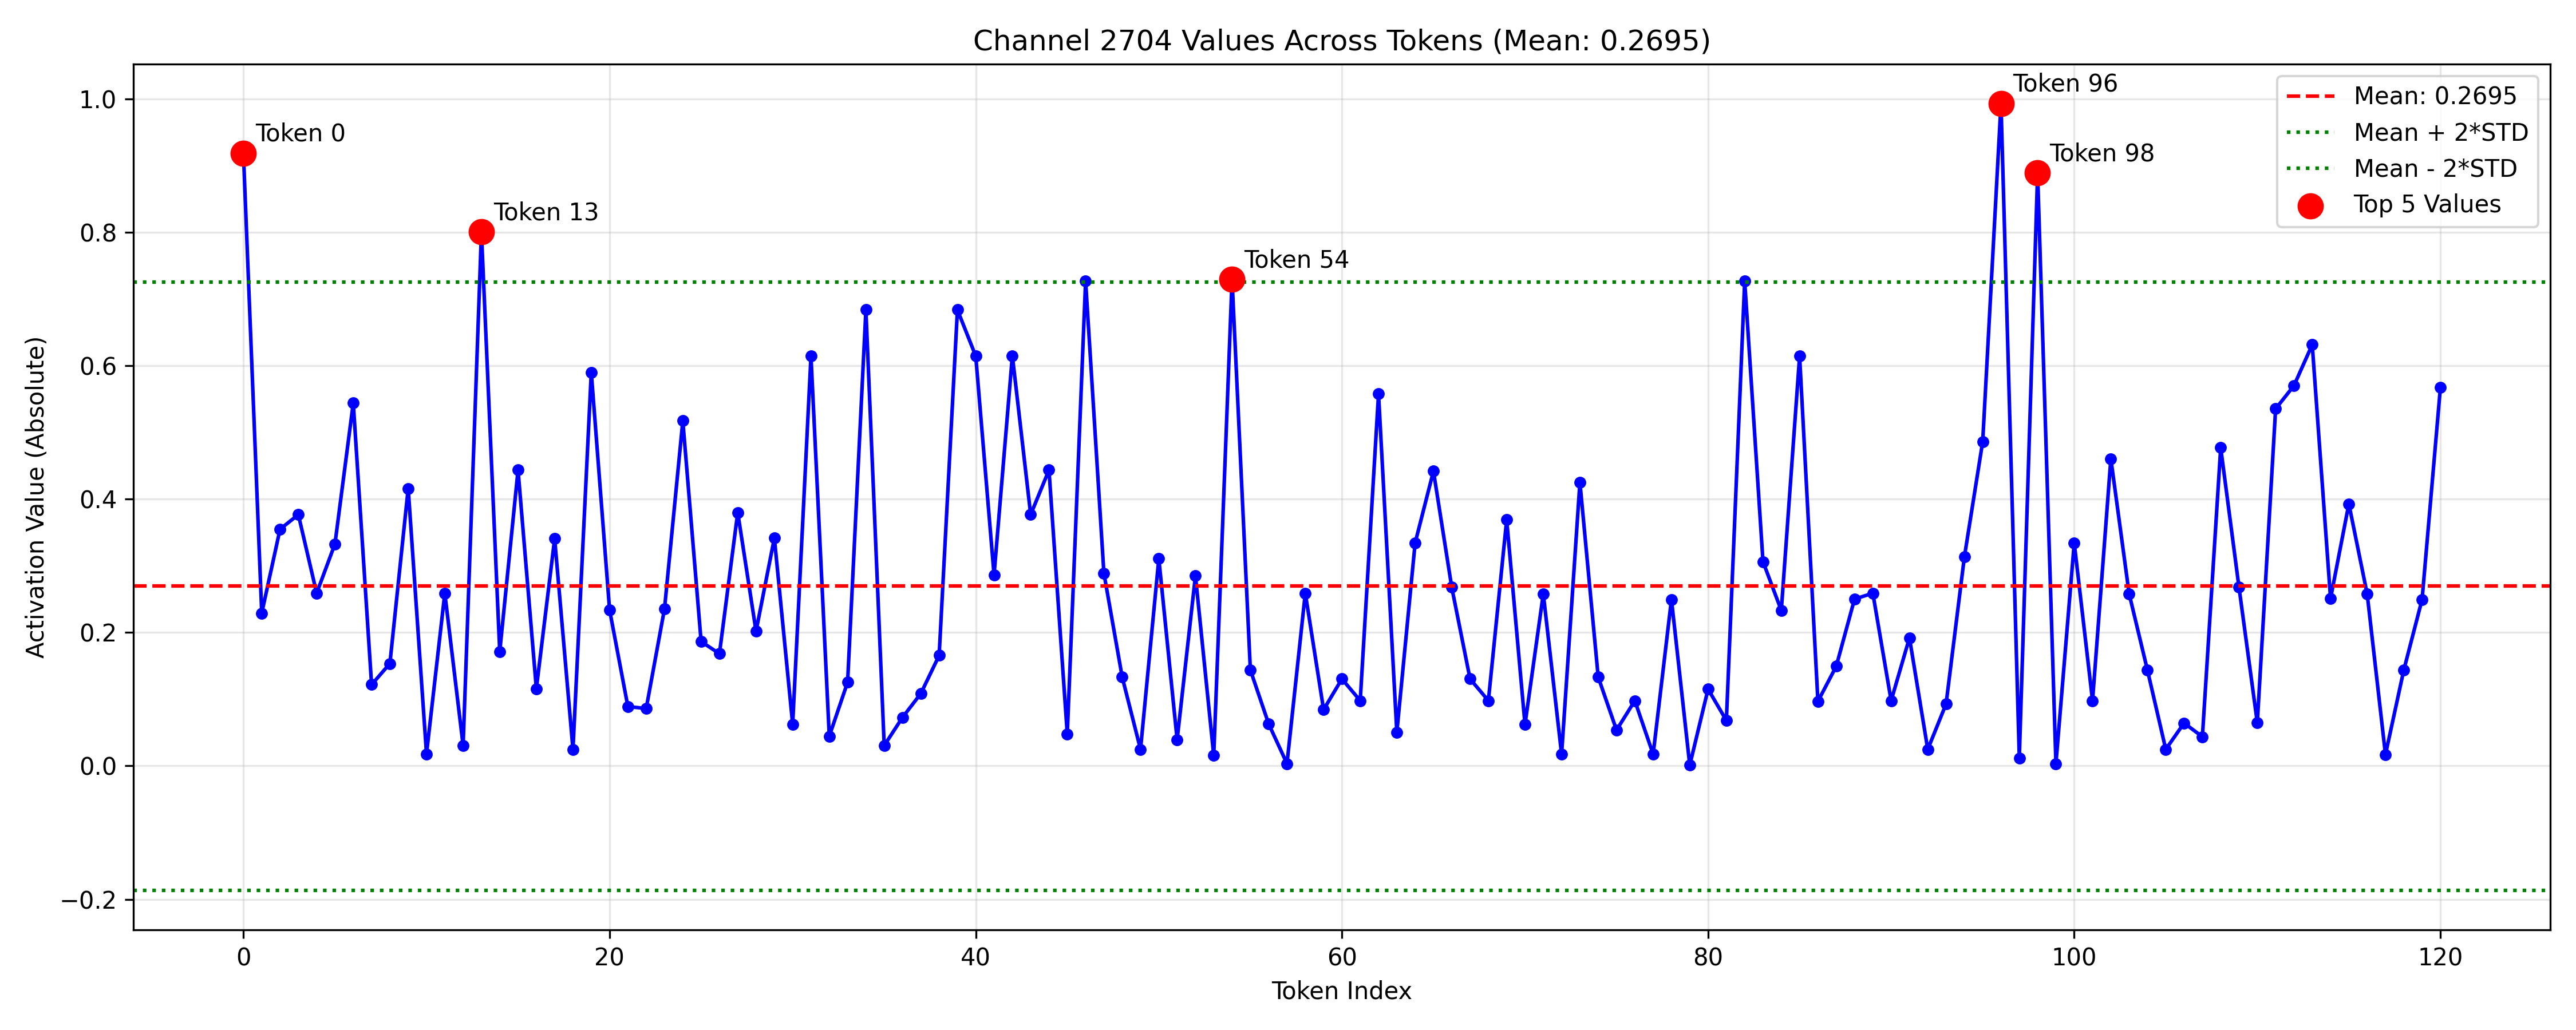 Channel 2704 Values Across Tokens (Mean: 0.2695)
Token 96
Token 0
Token 98
Token 13
Token 54
Mean: 0.2695
Mean + 2*STD
Mean - 2*STD
Top 5 Values
Activation Value (Absolute)
1.0
0.8
0.6
0.4
0.2
0.0
−0.2
0 20 40 60 80 100 120
Token Index